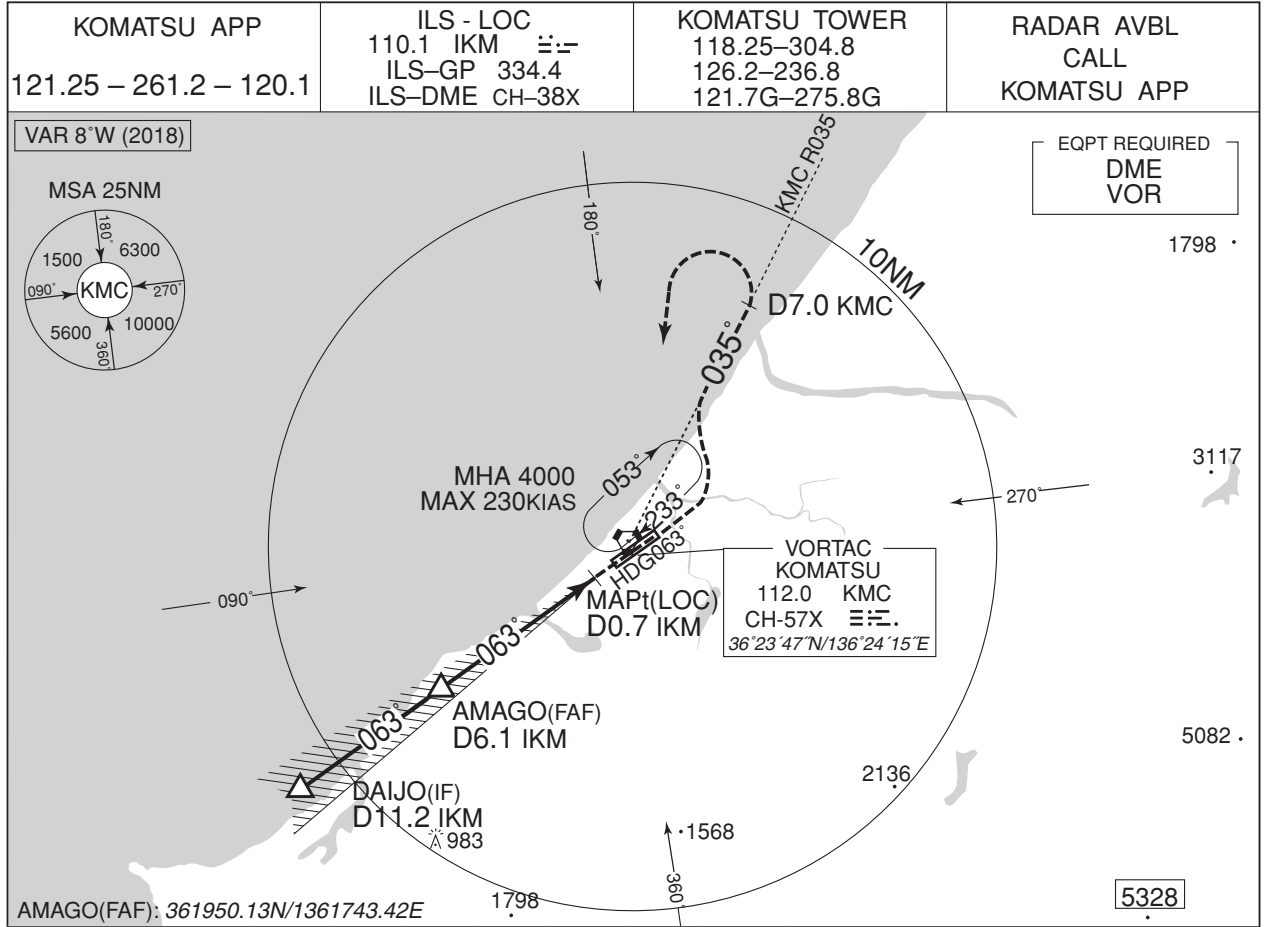 KOMATSU APP
121.25 – 261.2 – 120.1
ILS - LOC
110.1 IKM
ILS–GP 334.4
ILS–DME CH–38X
KOMATSU TOWER
118.25–304.8
126.2–236.8
121.7G–275.8G
RADAR AVBL
CALL
KOMATSU APP
VAR 8°W (2018)
MSA 25NM
180°
1500
6300
090°
KMC
270°
5600
10000
360°
EQPT REQUIRED
DME
VOR
180°
KMC R035
10NM
1798
D7.0 KMC
035°
3117
MHA 4000
MAX 230KIAS
053°
233°
270°
HDG063°
VORTAC
KOMATSU
112.0 KMC
CH-57X
36°23´47˝N/136°24´15˝E
090°
MAPt(LOC)
D0.7 IKM
063°
AMAGO(FAF)
D6.1 IKM
063°
5082
2136
DAIJO(IF)
D11.2 IKM
983
1568
360°
1798
5328
AMAGO(FAF): 361950.13N/1361743.42E